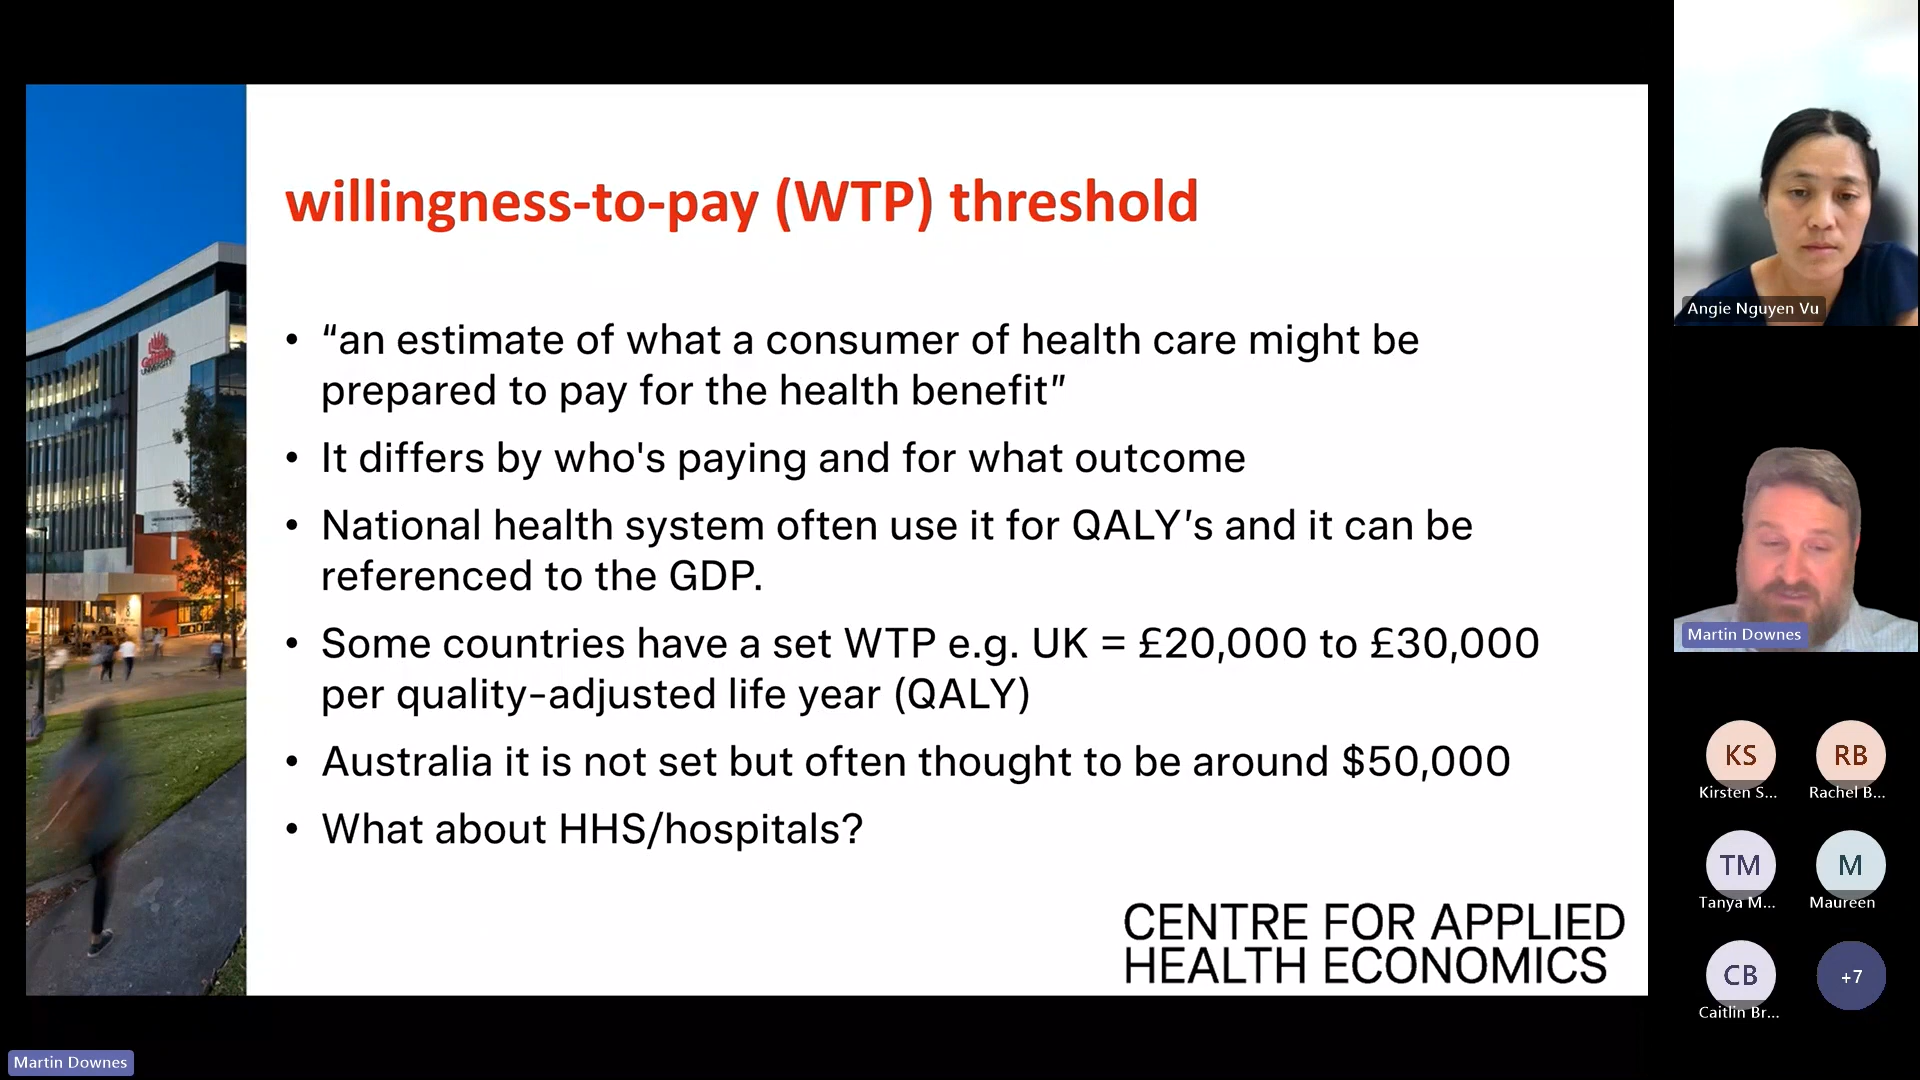 willingness-to-pay (WTP) threshold
• “an estimate of what a consumer of health care might be
prepared to pay for the health benefit”
• It differs by who's paying and for what outcome
• National health system often use it for QALY’s and it can be
referenced to the GDP.
• Some countries have a set WTP e.g. UK = £20,000 to £30,000
per quality-adjusted life year (QALY)
• Australia it is not set but often thought to be around $50,000
• What about HHS/hospitals?
CENTRE FOR APPLIED
HEALTH ECONOMICS
Angie Nguyen Vu
Martin Downes
KS
Kirsten S...
RB
Rachel B...
TM
Tanya M...
M
Maureen
CB
Caitlin Br...
+7
Martin Downes